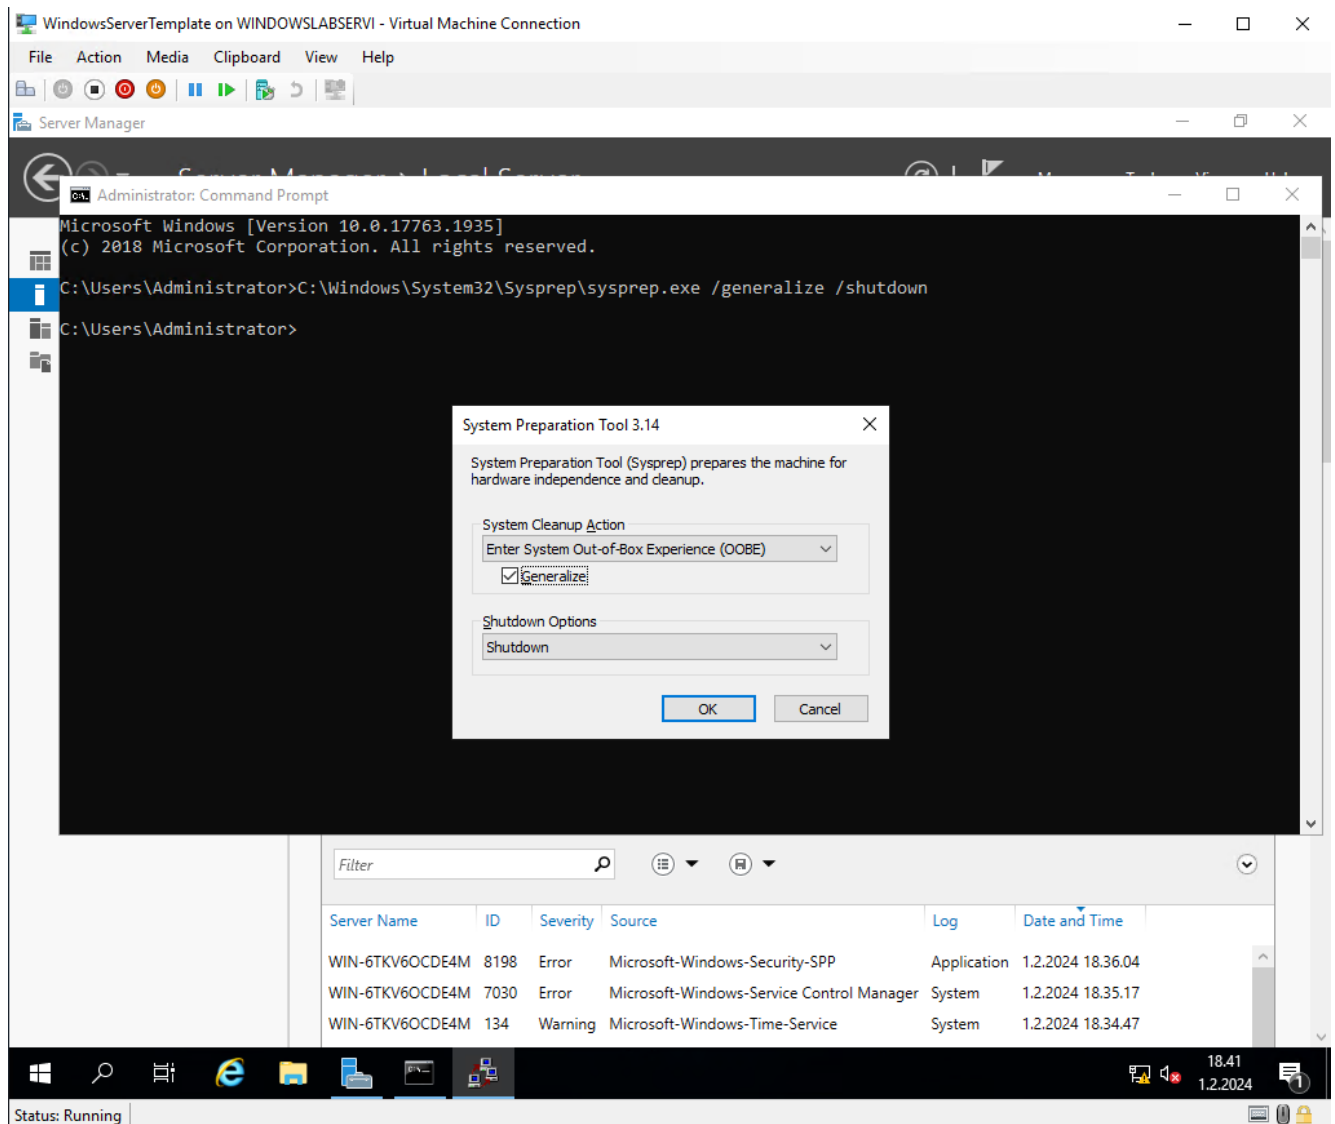 WindowsServerTemplate on WINDOWSLABSERVI - Virtual Machine Connection
File Action Media Clipboard View Help
Server Manager
Administrator: Command Prompt
Microsoft Windows [Version 10.0.17763.1935]
(c) 2018 Microsoft Corporation. All rights reserved.
C:\Users\Administrator>C:\Windows\System32\Sysprep\sysprep.exe /generalize /shutdown
C:\Users\Administrator>
System Preparation Tool 3.14
System Preparation Tool (Sysprep) prepares the machine for
hardware independence and cleanup.
System Cleanup Action
Enter System Out-of-Box Experience (OOBE)
Generalize
Shutdown Options
Shutdown
OK Cancel
Filter
Server Name ID Severity Source Log Date and Time
WIN-6TKV6OCDE4M 8198 Error Microsoft-Windows-Security-SPP Application 1.2.2024 18.36.04
WIN-6TKV6OCDE4M 7030 Error Microsoft-Windows-Service Control Manager System 1.2.2024 18.35.17
WIN-6TKV6OCDE4M 134 Warning Microsoft-Windows-Time-Service System 1.2.2024 18.34.47
18.41
1.2.2024
1
Status: Running